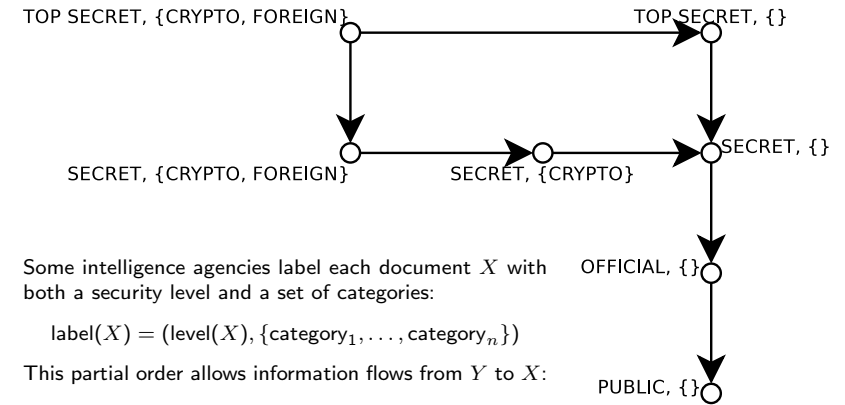 TOP SECRET, {CRYPTO, FOREIGN}
TOP SECRET, {}
SECRET, {CRYPTO, FOREIGN}
SECRET, {CRYPTO}
SECRET, {}
Some intelligence agencies label each document X with
both a security level and a set of categories:
label(X) = (level(X), {category₁, . . . , categoryₙ})
This partial order allows information flows from Y to X:
OFFICIAL, {}
PUBLIC, {}